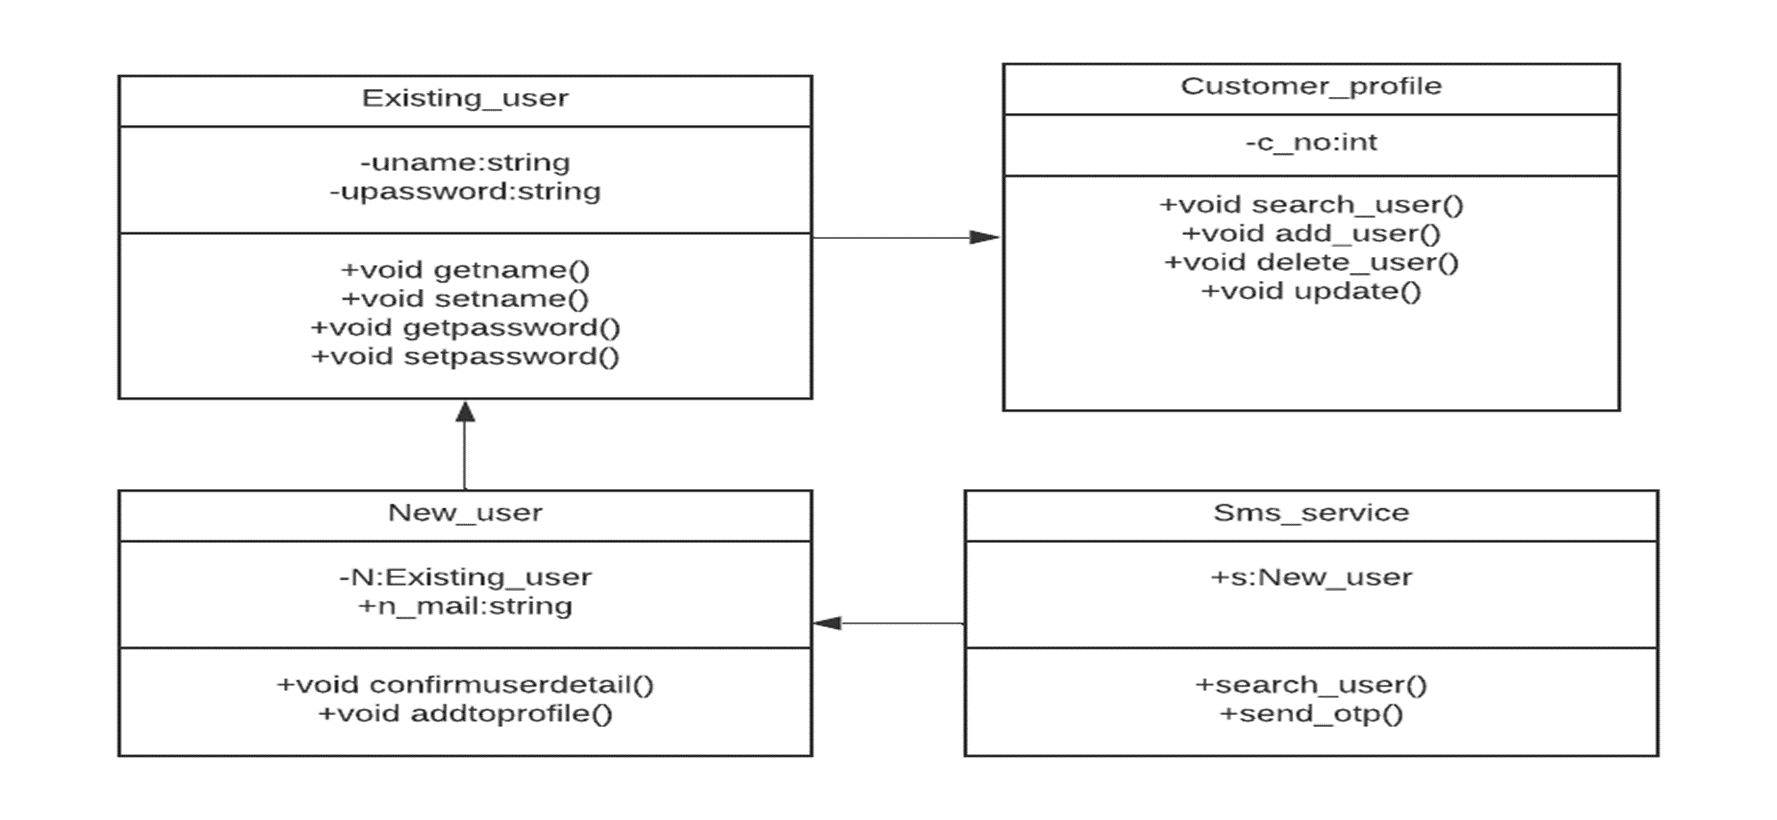 Existing_user
-uname:string
-upassword:string
+void getname()
+void setname()
+void getpassword()
+void setpassword()
Customer_profile
-c_no:int
+void search_user()
+void add_user()
+void delete_user()
+void update()
New_user
-N:Existing_user
+n_mail:string
+void confirmuserdetail()
+void addtoprofile()
Sms_service
+s:New_user
+search_user()
+send_otp()